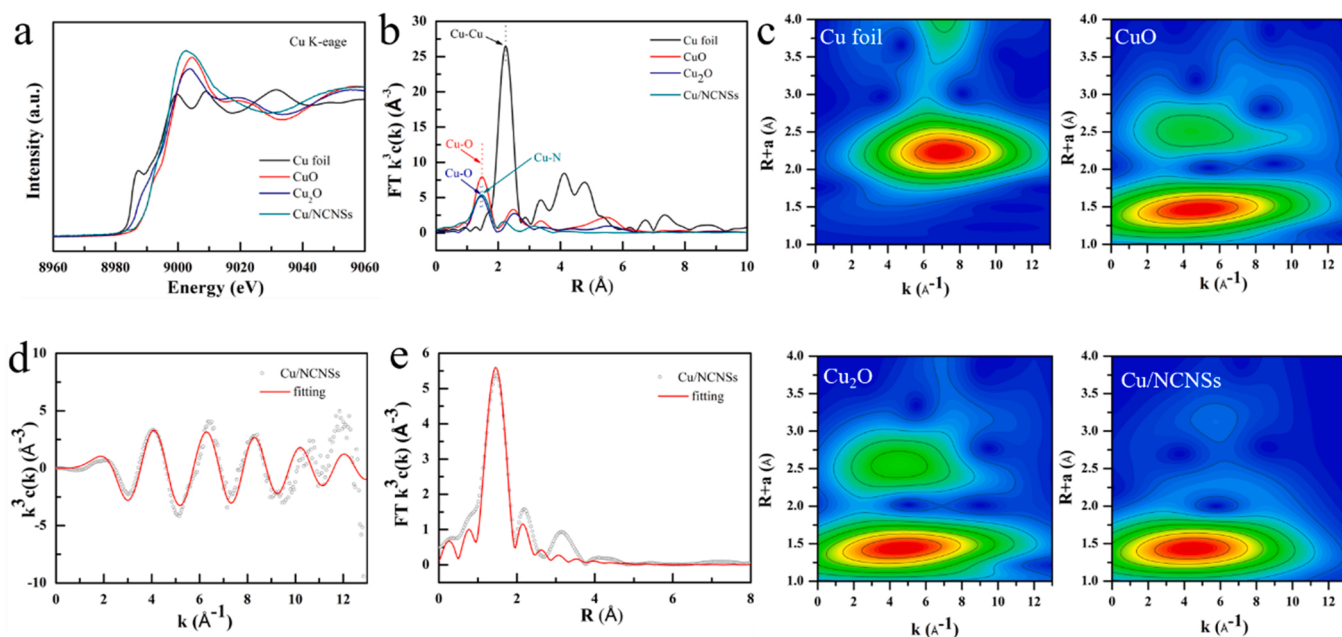 a
Cu K-eage
Intensity (a.u.)
Cu foil
CuO
Cu₂O
Cu/NCNSs
8960 8980 9000 9020 9040 9060
Energy (eV)
b
Cu-Cu
Cu foil
CuO
Cu₂O
Cu/NCNSs
Cu-O
Cu-N
Cu-O
FT k³c(k) (Å⁻³)
30
25
20
15
10
5
0
0 2 4 6 8 10
R (Å)
c
Cu foil
R+a (Å)
4.0
3.5
3.0
2.5
2.0
1.5
1.0
0 2 4 6 8 10 12
k (Å⁻¹)
CuO
R+a (Å)
4.0
3.5
3.0
2.5
2.0
1.5
1.0
0 2 4 6 8 10 12
k (Å⁻¹)
d
Cu/NCNSs
fitting
k³c(k) (Å⁻³)
10
5
0
-5
-10
0 2 4 6 8 10 12
k (Å⁻¹)
e
Cu/NCNSs
fitting
FT k³c(k) (Å⁻³)
6
5
4
3
2
1
0
0 2 4 6 8
R (Å)
Cu₂O
R+a (Å)
4.0
3.5
3.0
2.5
2.0
1.5
1.0
0 2 4 6 8 10 12
k (Å⁻¹)
Cu/NCNSs
R+a (Å)
4.0
3.5
3.0
2.5
2.0
1.5
1.0
0 2 4 6 8 10 12
k (Å⁻¹)